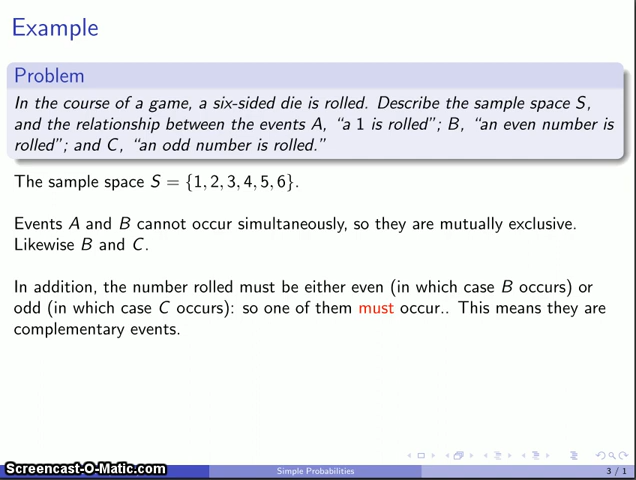 Example
Problem
In the course of a game, a six-sided die is rolled. Describe the sample space S,
and the relationship between the events A, “a 1 is rolled”; B, “an even number is
rolled”; and C, “an odd number is rolled.”
The sample space S = {1, 2, 3, 4, 5, 6}.
Events A and B cannot occur simultaneously, so they are mutually exclusive.
Likewise B and C.
In addition, the number rolled must be either even (in which case B occurs) or
odd (in which case C occurs): so one of them must occur.. This means they are
complementary events.
Screencast-O-Matic.com
Simple Probabilities
3 / 1